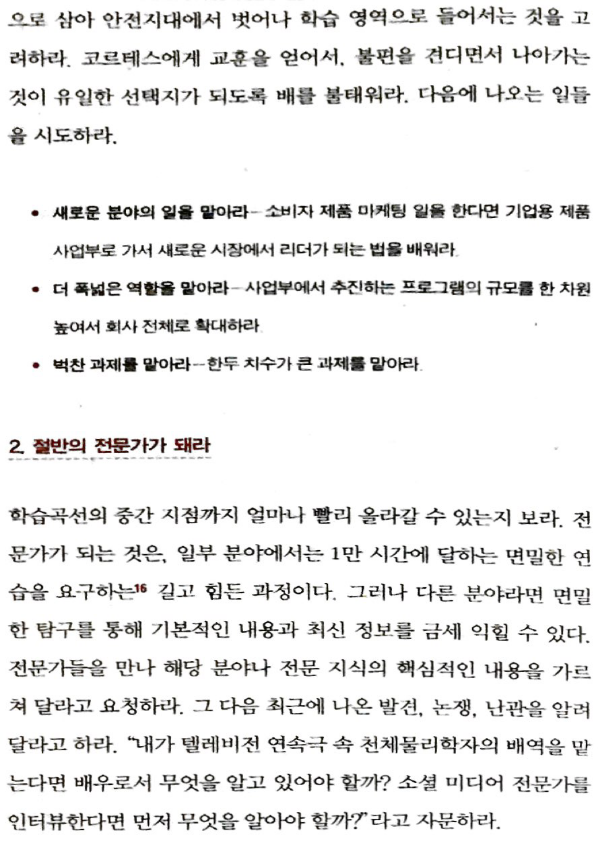 으로 삼아 안전지대에서 벗어나 학습 영역으로 들어서는 것을 고
려하라. 코르테스에게 교훈을 얻어서, 불편을 견디면서 나아가는
것이 유일한 선택지가 되도록 배를 불태워라. 다음에 나오는 일들
을 시도하라.
• 새로운 분야의 일을 맡아라─소비자 제품 마케팅 일을 한다면 기업용 제품
사업부로 가서 새로운 시장에서 리더가 되는 법을 배워라.
• 더 폭넓은 역할을 맡아라─사업부에서 추진하는 프로그램의 규모를 한 차원
높여서 회사 전체로 확대하라.
• 벅찬 과제를 맡아라─한두 치수가 큰 과제를 맡아라.
2. 절반의 전문가가 돼라
학습곡선의 중간 지점까지 얼마나 빨리 올라갈 수 있는지 보라. 전
문가가 되는 것은, 일부 분야에서는 1만 시간에 달하는 면밀한 연
습을 요구하는16 길고 힘든 과정이다. 그러나 다른 분야라면 면밀
한 탐구를 통해 기본적인 내용과 최신 정보를 금세 익힐 수 있다.
전문가들을 만나 해당 분야나 전문 지식의 핵심적인 내용을 가르
쳐 달라고 요청하라. 그 다음 최근에 나온 발견, 논쟁, 난관을 알려
달라고 하라. “내가 텔레비전 연속극 속 천체물리학자의 배역을 맡
는다면 배우로서 무엇을 알고 있어야 할까? 소셜 미디어 전문가를
인터뷰한다면 먼저 무엇을 알아야 할까?”라고 자문하라.